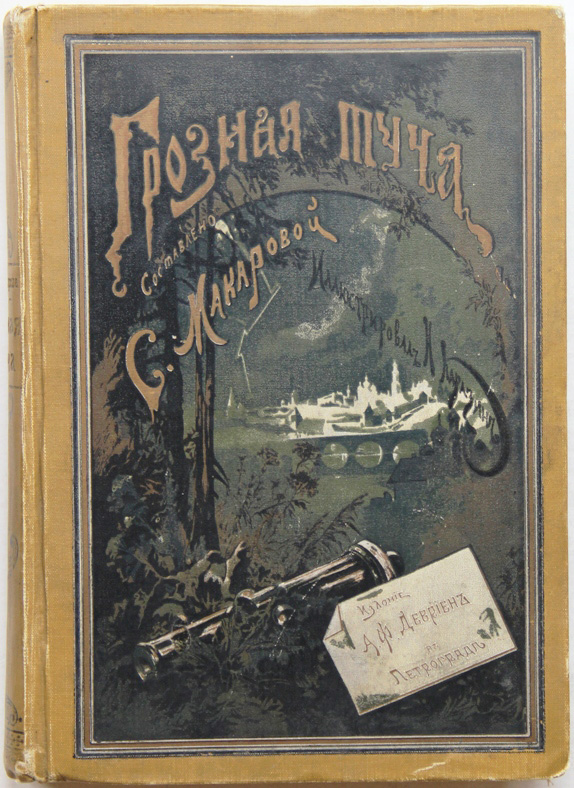 Грозная туча
Составлено
С. Макаровой
Иллюстрировалъ Н.
Изданіе
А Ф Девріенъ
въ
Петроградѣ